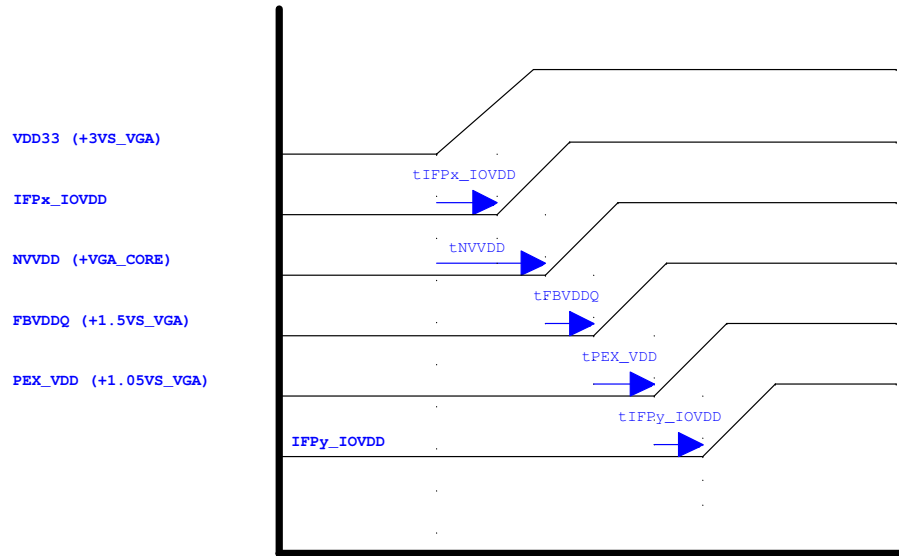 VDD33 (+3VS_VGA)
tIFPx_IOVDD
IFPx_IOVDD
tNVVDD
NVVDD (+VGA_CORE)
tFBVDDQ
FBVDDQ (+1.5VS_VGA)
tPEX_VDD
PEX_VDD (+1.05VS_VGA)
tIFPy_IOVDD
IFPy_IOVDD